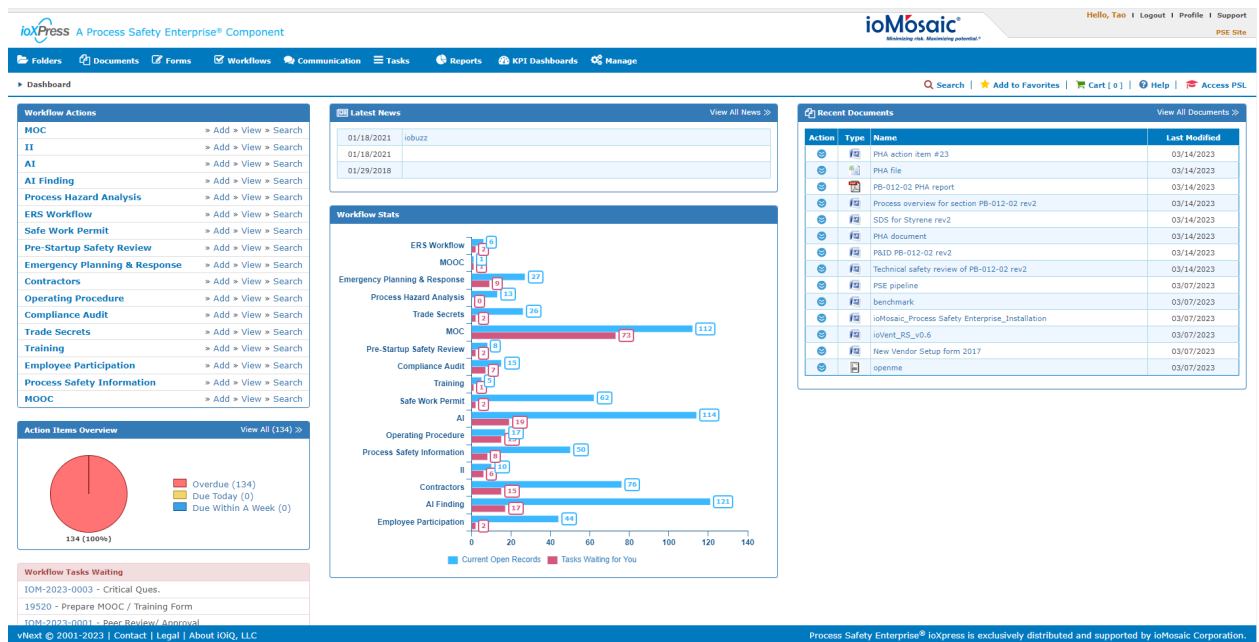 ioXPress A Process Safety Enterprise® Component
ioMosaic®
Minimizing risk. Maximizing potential.®
Hello, Tao | Logout | Profile | Support
PSE Site
Folders Documents Forms Workflows Communication Tasks Reports KPI Dashboards Manage
Dashboard
Search | Add to Favorites | Cart [ 0 ] | Help | Access PSL
Workflow Actions
MOC » Add » View » Search
II » Add » View » Search
AI » Add » View » Search
AI Finding » Add » View » Search
Process Hazard Analysis » Add » View » Search
ERS Workflow » Add » View » Search
Safe Work Permit » Add » View » Search
Pre-Startup Safety Review » Add » View » Search
Emergency Planning & Response » Add » View » Search
Contractors » Add » View » Search
Operating Procedure » Add » View » Search
Compliance Audit » Add » View » Search
Trade Secrets » Add » View » Search
Training » Add » View » Search
Employee Participation » Add » View » Search
Process Safety Information » Add » View » Search
MOOC » Add » View » Search
Action Items Overview View All (134) »
Overdue (134)
Due Today (0)
Due Within A Week (0)
134 (100%)
Workflow Tasks Waiting
IOM-2023-0003 - Critical Ques.
19520 - Prepare MOOC / Training Form
IOM-2023-0001 - Peer Review/ Approval
Latest News View All News »
01/18/2021 iobuzz
01/18/2021
01/29/2018
Workflow Stats
ERS Workflow 6 2
MOOC 1 1
Emergency Planning & Response 27 9
Process Hazard Analysis 13 0
Trade Secrets 26 2
MOC 112 73
Pre-Startup Safety Review 8 2
Compliance Audit 15 7
Training 5 1
Safe Work Permit 62 2
AI 114 19
Operating Procedure 17
Process Safety Information 50 8
II 10 6
Contractors 76 15
AI Finding 121 17
Employee Participation 44 2
0 20 40 60 80 100 120 140
Current Open Records Tasks Waiting for You
Recent Documents View All Documents »
Action Type Name Last Modified
PHA action item #23 03/14/2023
PHA file 03/14/2023
PB-012-02 PHA report 03/14/2023
Process overview for section PB-012-02 rev2 03/14/2023
SDS for Styrene rev2 03/14/2023
PHA document 03/14/2023
P&ID PB-012-02 rev2 03/14/2023
Technical safety review of PB-012-02 rev2 03/14/2023
PSE pipeline 03/07/2023
benchmark 03/07/2023
ioMosaic_Process Safety Enterprise_Installation 03/07/2023
ioVent_RS_v0.6 03/07/2023
New Vendor Setup form 2017 03/07/2023
openme 03/07/2023
vNext © 2001-2023 | Contact | Legal | About iOiQ, LLC
Process Safety Enterprise® ioXpress is exclusively distributed and supported by ioMosaic Corporation.